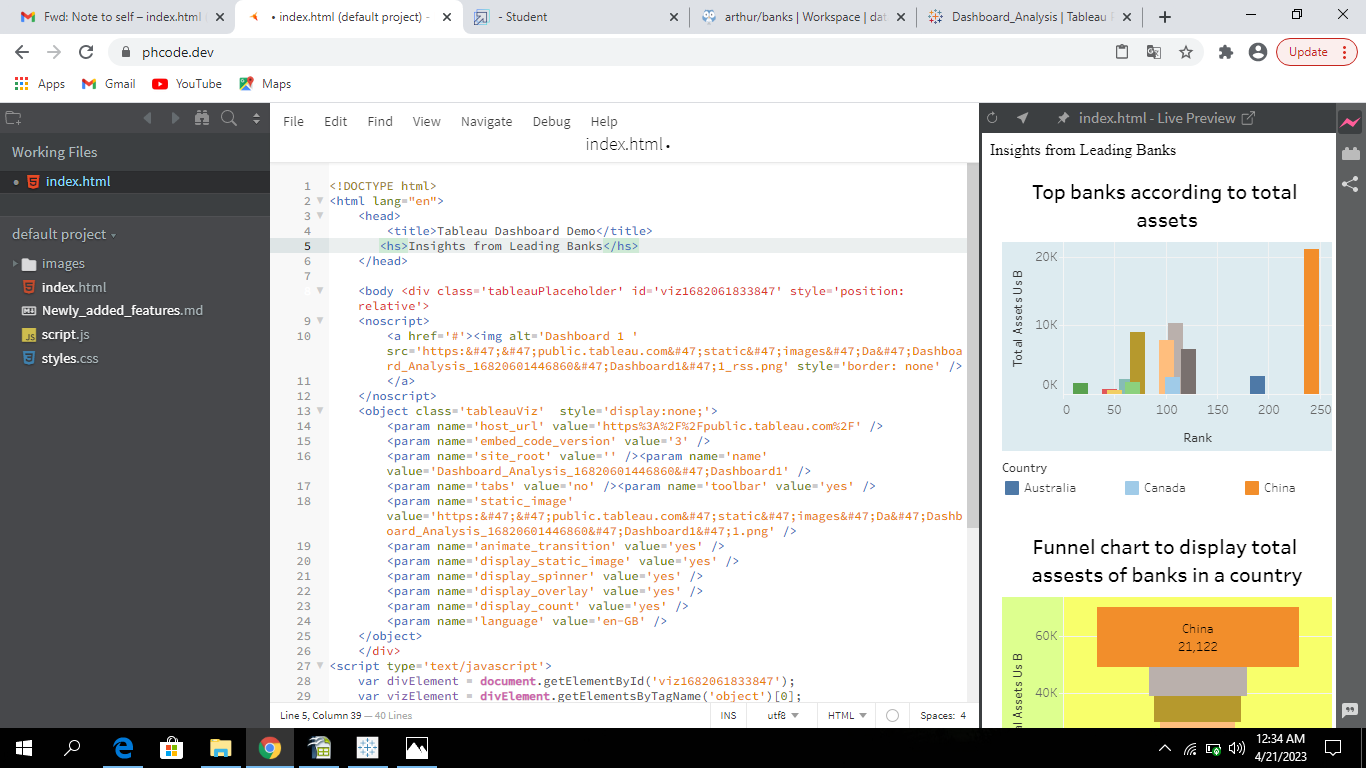 Fwd: Note to self – index.html
• index.html (default project) -
- Student
arthur/banks | Workspace | dat
Dashboard_Analysis | Tableau P
phcode.dev
Update
Apps
Gmail
YouTube
Maps
Working Files
• index.html
default project
images
index.html
Newly_added_features.md
script.js
styles.css
File Edit Find View Navigate Debug Help
index.html •
1 <!DOCTYPE html>
2 <html lang="en">
3 <head>
4 <title>Tableau Dashboard Demo</title>
5 <hs>Insights from Leading Banks</hs>
6 </head>
7
<body <div class='tableauPlaceholder' id='viz1682061833847' style='position:
relative'>
9 <noscript>
10 <a href='#'><img alt='Dashboard 1 '
src='https:&#47;&#47;public.tableau.com&#47;static&#47;images&#47;Da&#47;Dashboa
rd_Analysis_16820601446860&#47;Dashboard1&#47;1_rss.png' style='border: none' />
11 </a>
12 </noscript>
13 <object class='tableauViz'  style='display:none;'>
14 <param name='host_url' value='https%3A%2F%2Fpublic.tableau.com%2F' />
15 <param name='embed_code_version' value='3' />
16 <param name='site_root' value='' /><param name='name'
value='Dashboard_Analysis_16820601446860&#47;Dashboard1' />
17 <param name='tabs' value='no' /><param name='toolbar' value='yes' />
18 <param name='static_image'
value='https:&#47;&#47;public.tableau.com&#47;static&#47;images&#47;Da&#47;Dashb
oard_Analysis_16820601446860&#47;Dashboard1&#47;1.png' />
19 <param name='animate_transition' value='yes' />
20 <param name='display_static_image' value='yes' />
21 <param name='display_spinner' value='yes' />
22 <param name='display_overlay' value='yes' />
23 <param name='display_count' value='yes' />
24 <param name='language' value='en-GB' />
25 </object>
26 </div>
27 <script type='text/javascript'>
28 var divElement = document.getElementById('viz1682061833847');
29 var vizElement = divElement.getElementsByTagName('object')[0];
Line 5, Column 39 — 40 Lines
INS
utf8
HTML
Spaces: 4
index.html - Live Preview
Insights from Leading Banks
Top banks according to total
assets
Total Assets Us B
20K
10K
0K
0 50 100 150 200 250
Rank
Country
Australia Canada China
Funnel chart to display total
assests of banks in a country
60K
40K
l Assets Us B
China
21,122
12:34 AM
4/21/2023